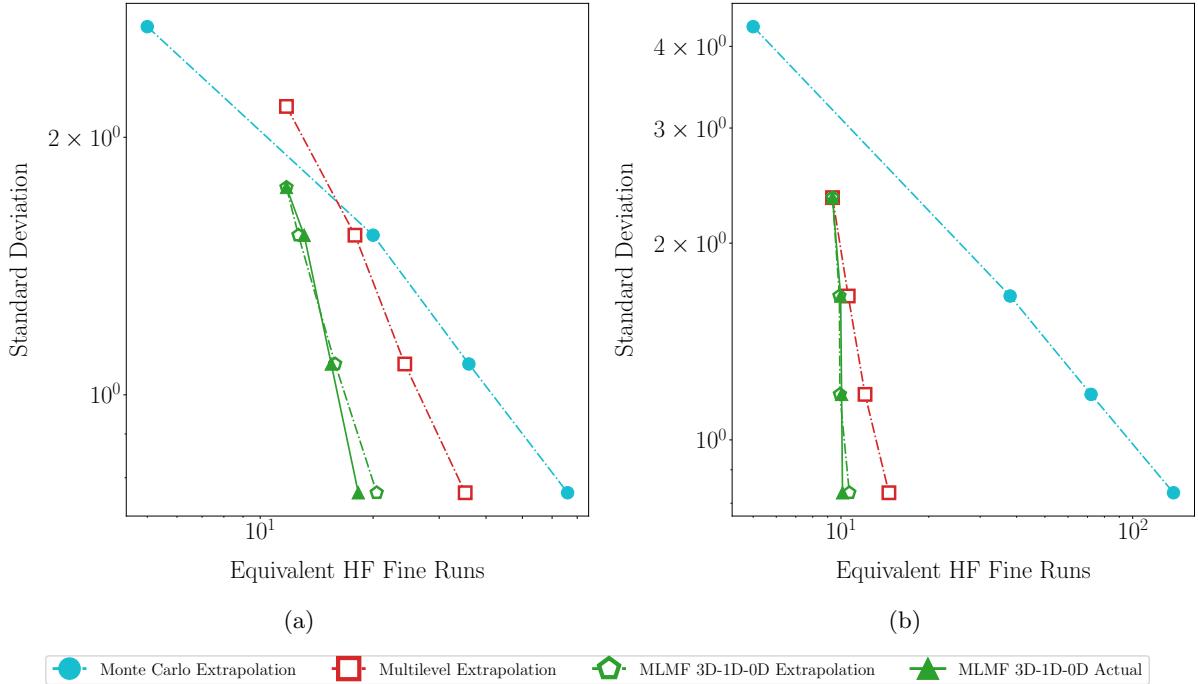 Standard Deviation
2 × 10⁰
10⁰
10¹
Equivalent HF Fine Runs
(a)
Standard Deviation
4 × 10⁰
3 × 10⁰
2 × 10⁰
10⁰
10¹
10²
Equivalent HF Fine Runs
(b)
Monte Carlo Extrapolation
Multilevel Extrapolation
MLMF 3D-1D-0D Extrapolation
MLMF 3D-1D-0D Actual